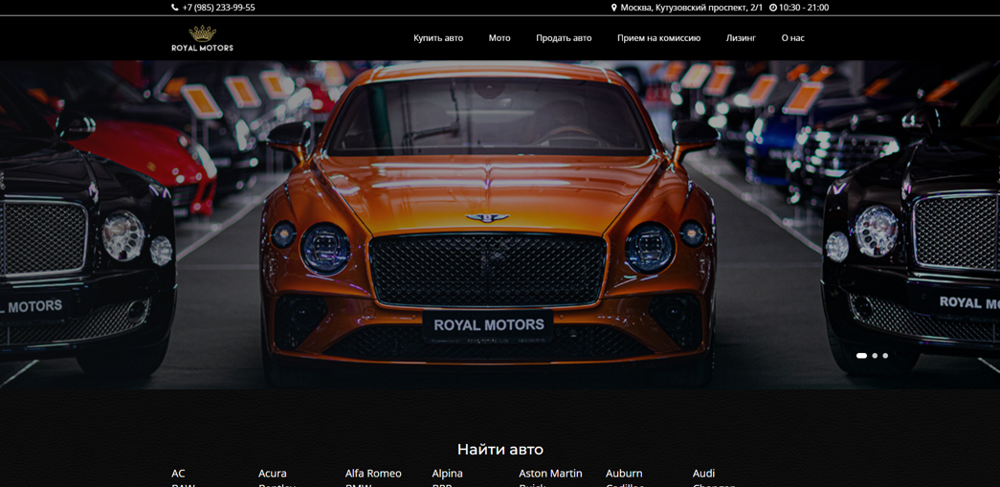 +7 (985) 233-99-55
Москва, Кутузовский проспект, 2/1 10:30 - 21:00
ROYAL MOTORS
Купить авто Мото Продать авто Прием на комиссию Лизинг О нас
MOTORS
ROYAL MOTORS
ROYAL
Найти авто
AC Acura Alfa Romeo Alpina Aston Martin Auburn Audi